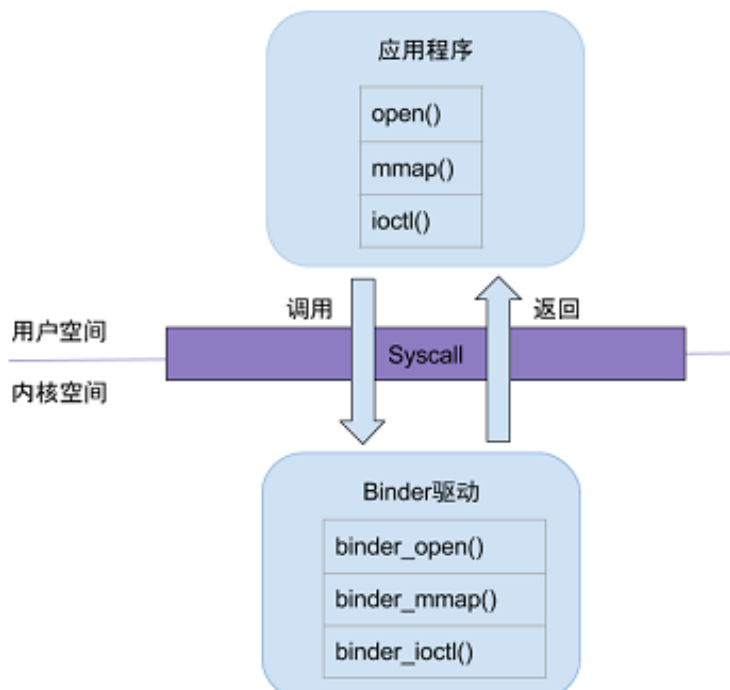 应用程序
open()
mmap()
ioctl()
调用
返回
用户空间
Syscall
内核空间
Binder驱动
binder_open()
binder_mmap()
binder_ioctl()